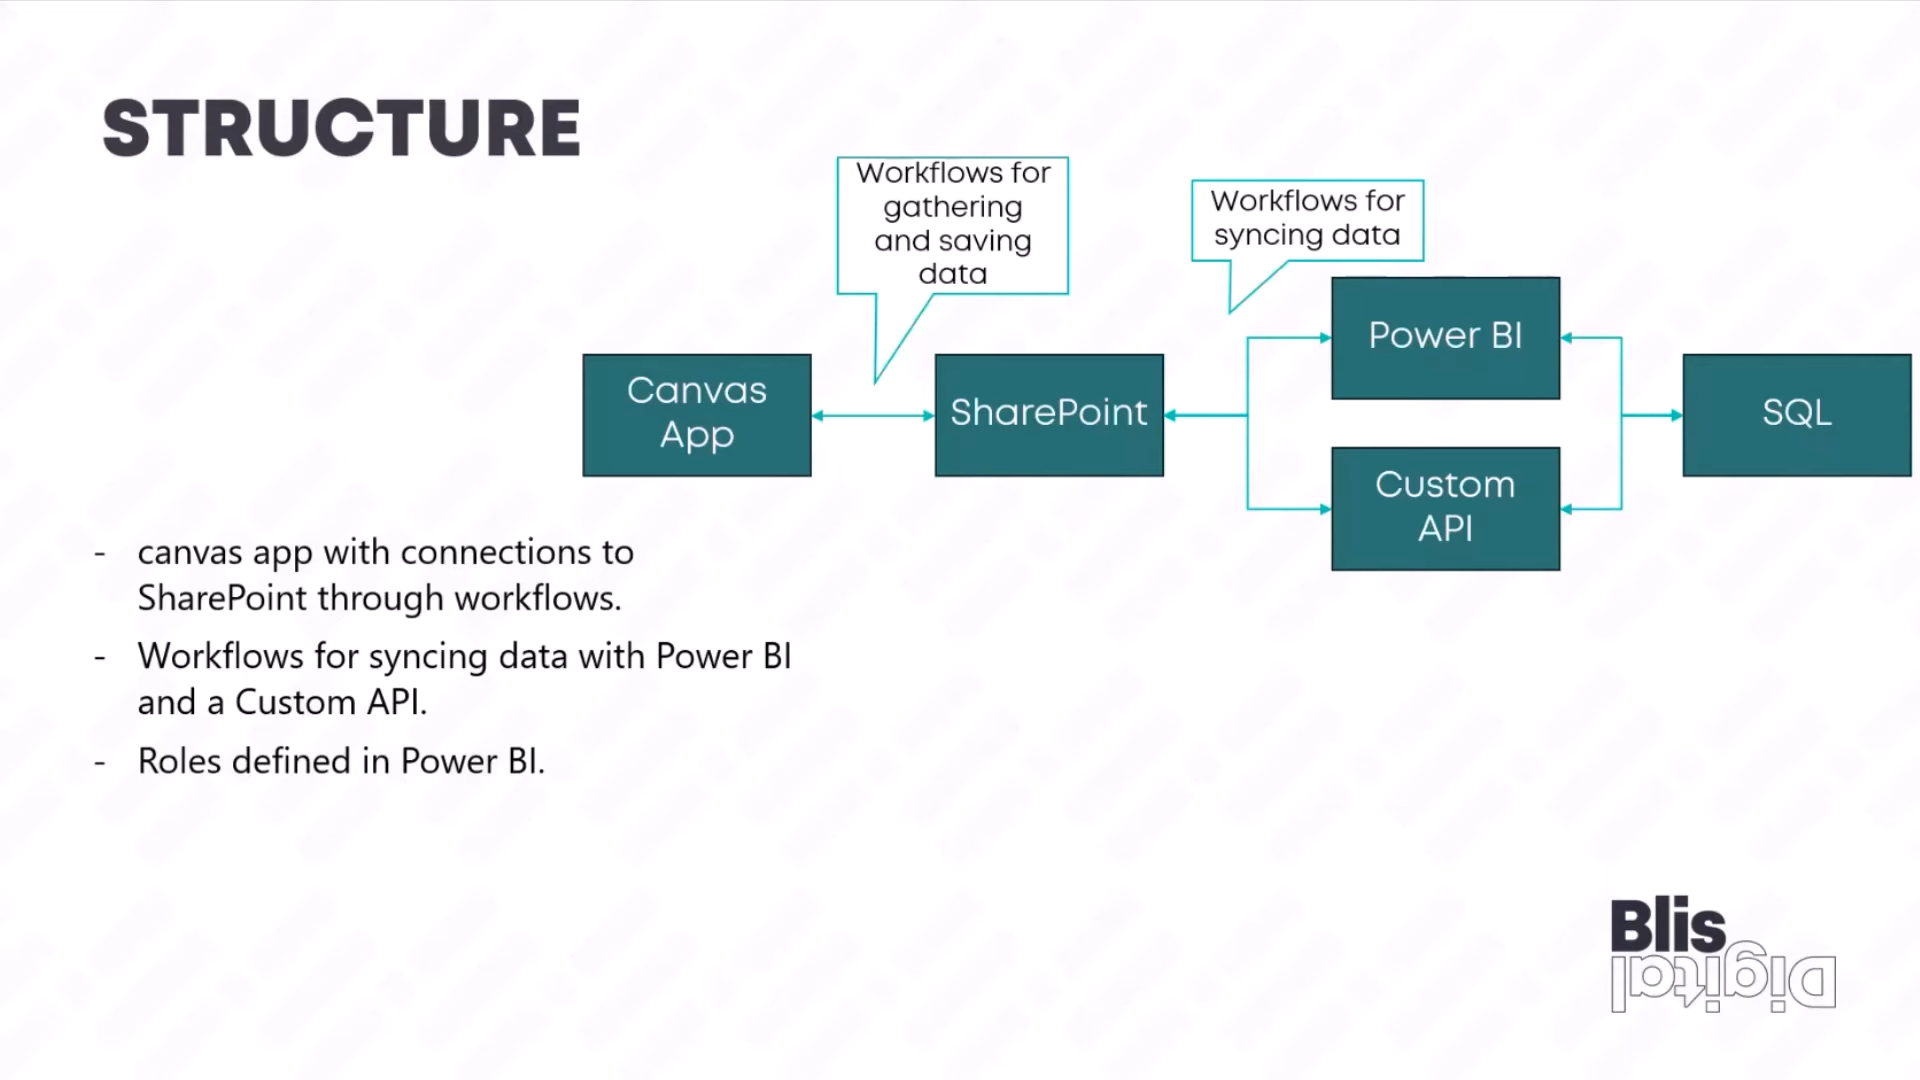 STRUCTURE
Workflows for
gathering
and saving
data
Workflows for
syncing data
Canvas
App
SharePoint
Power BI
Custom
API
SQL
- canvas app with connections to
SharePoint through workflows.
- Workflows for syncing data with Power BI
and a Custom API.
- Roles defined in Power BI.
Blis
Digital